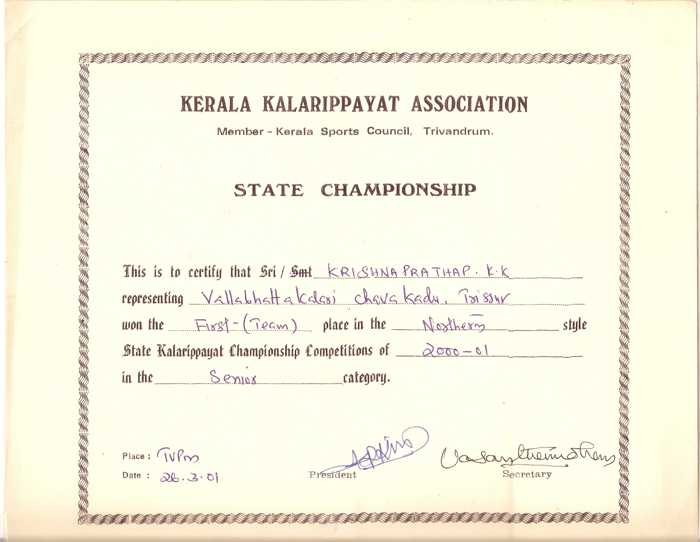 KERALA KALARIPPAYAT ASSOCIATION
Member - Kerala Sports Council, Trivandrum.
STATE CHAMPIONSHIP
This is to certify that Sri / Smt KRISHNAPRATHAP. K.K
representing Vallabhatta Kalari Chavakadu, Trissur
won the First-(Team) place in the Northern style
State Kalarippayat Championship Competitions of 2000-01
in the Senior category.
Place : TVPm
Date : 26.3.01
President
Secretary